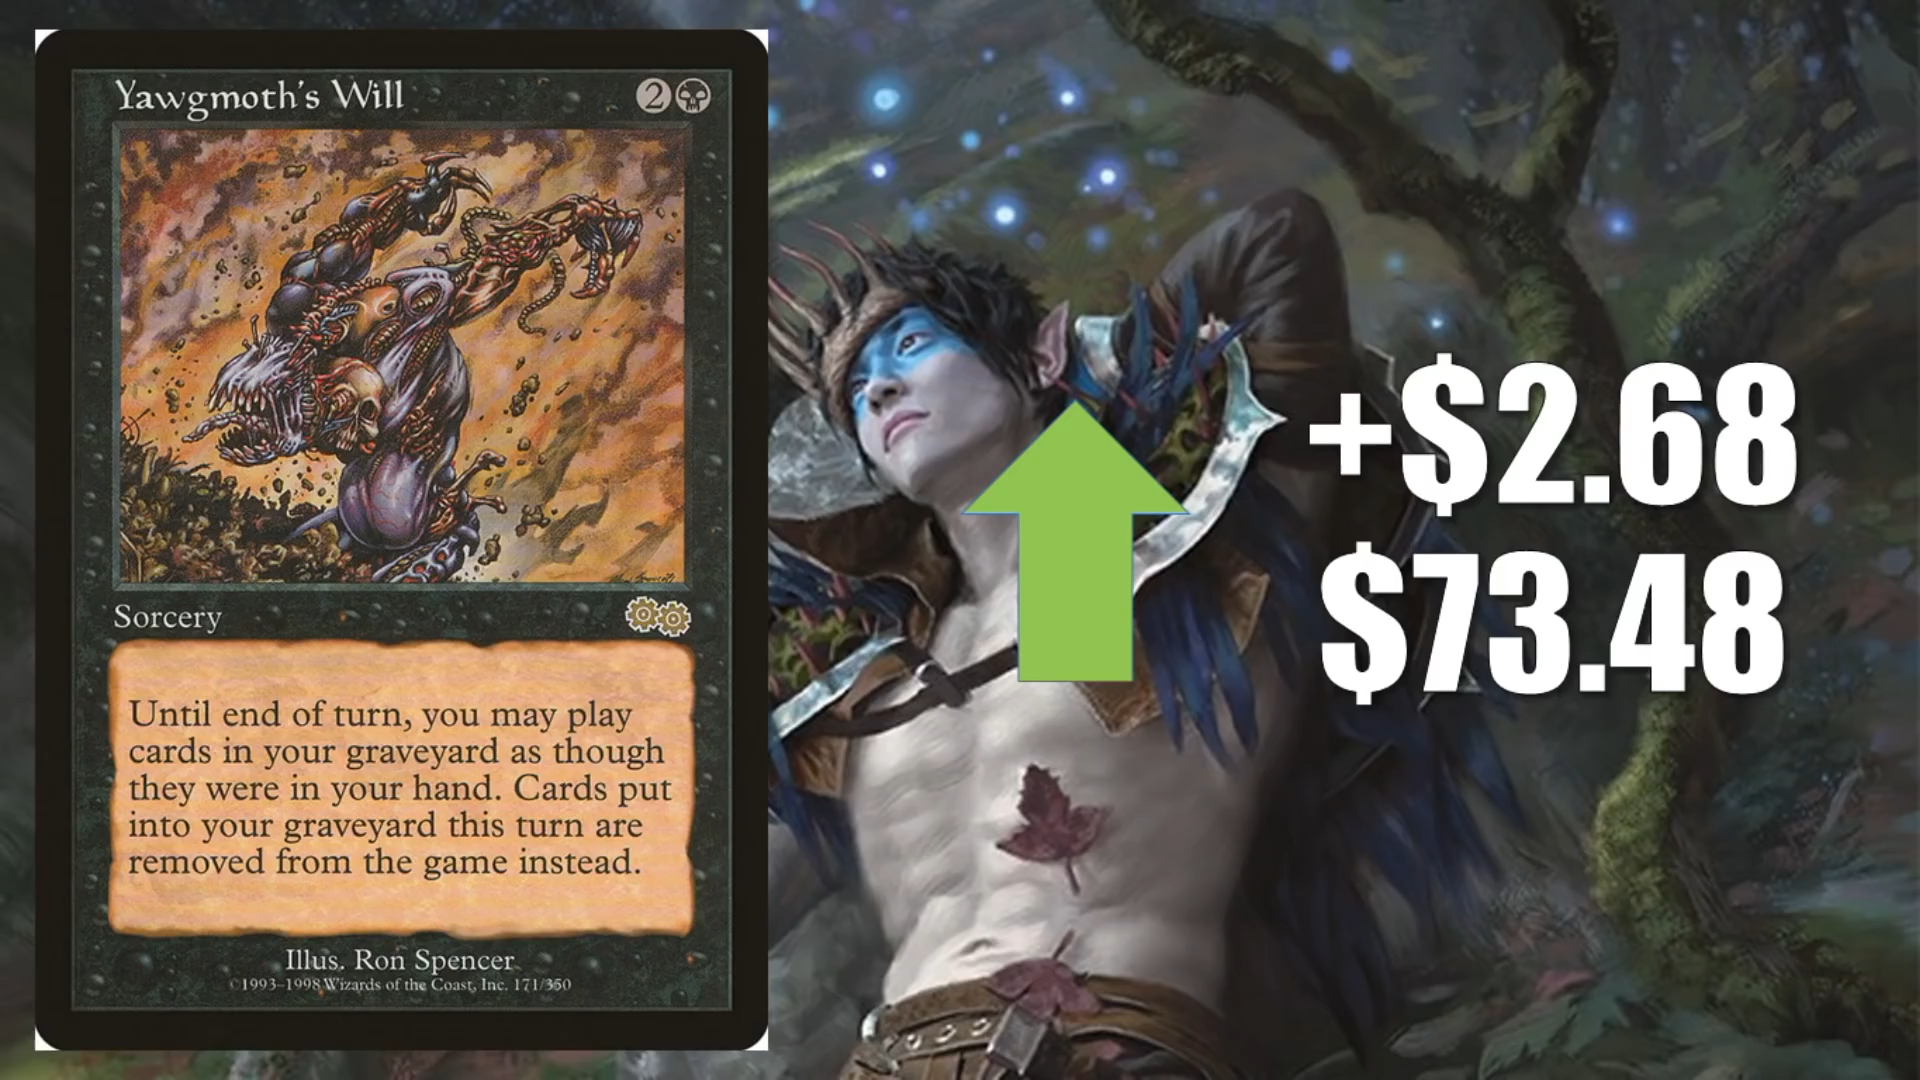 Yawgmoth's Will 2
Sorcery
Until end of turn, you may play
cards in your graveyard as though
they were in your hand. Cards put
into your graveyard this turn are
removed from the game instead.
Illus. Ron Spencer
©1993–1998 Wizards of the Coast, Inc. 171/350
+$2.68
$73.48